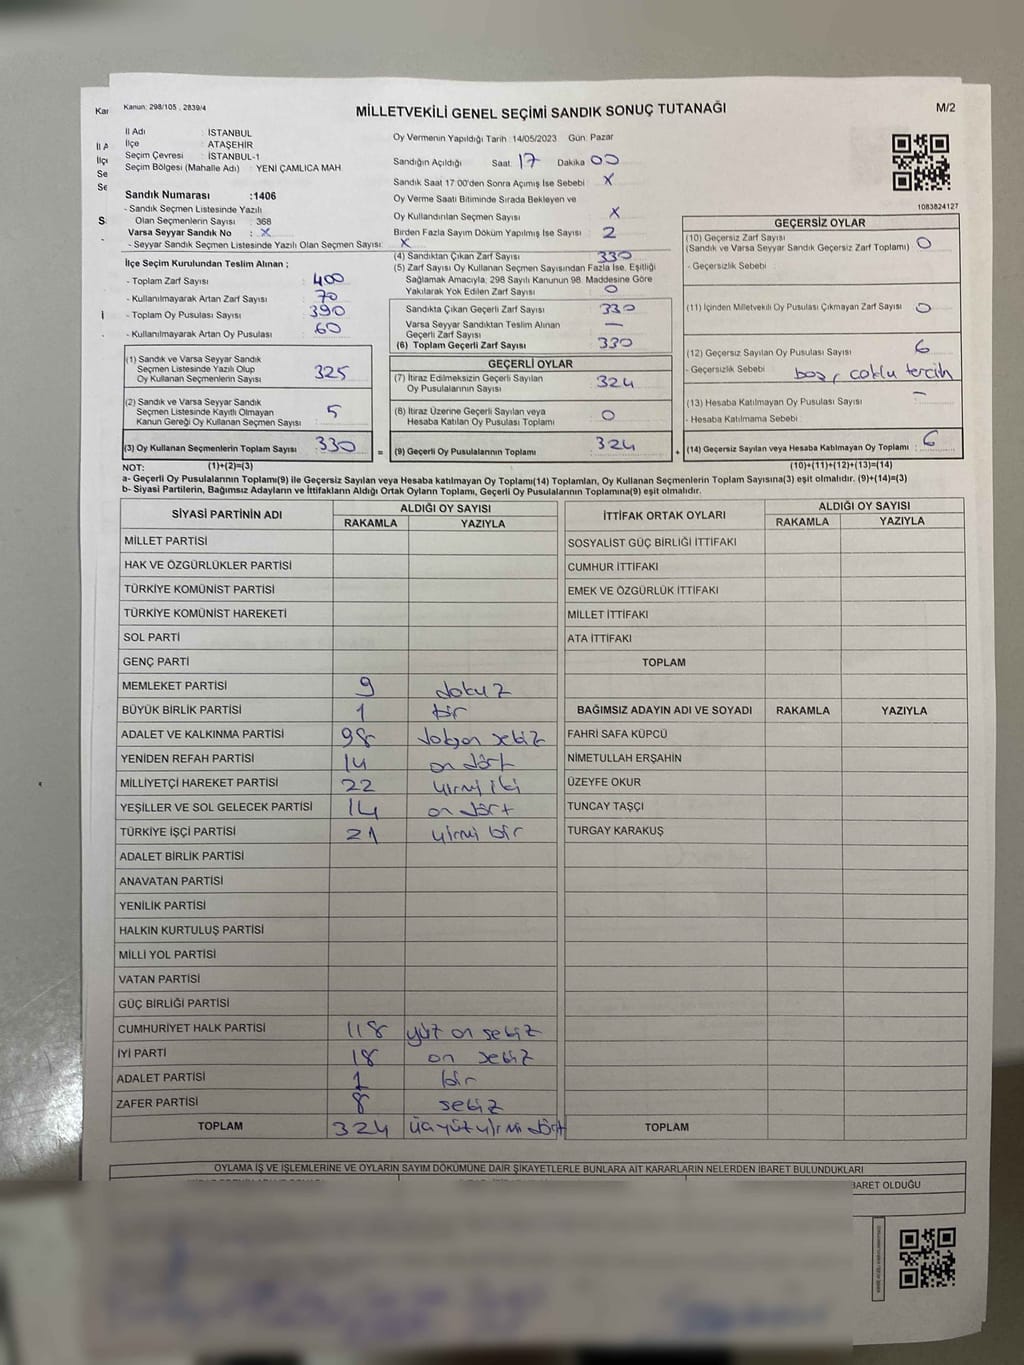 Kanun: 298/105 , 2839/4
MİLLETVEKİLİ GENEL SEÇİMİ SANDIK SONUÇ TUTANAĞI
M/2
İl Adı : İSTANBUL
İlçe : ATAŞEHİR
Seçim Çevresi : İSTANBUL-1
Seçim Bölgesi (Mahalle Adı) : YENİ ÇAMLICA MAH
Sandık Numarası :1406
- Sandık Seçmen Listesinde Yazılı
Olan Seçmenlerin Sayısı : 368
Varsa Seyyar Sandık No : X
- Seyyar Sandık Seçmen Listesinde Yazılı Olan Seçmen Sayısı: X
İlçe Seçim Kurulundan Teslim Alınan ;
- Toplam Zarf Sayısı : 400
- Kullanılmayarak Artan Zarf Sayısı : 70
- Toplam Oy Pusulası Sayısı : 390
- Kullanılmayarak Artan Oy Pusulası : 60
(1) Sandık ve Varsa Seyyar Sandık
Seçmen Listesinde Yazılı Olup
Oy Kullanan Seçmenlerin Sayısı : 325
(2) Sandık ve Varsa Seyyar Sandık
Seçmen Listesinde Kayıtlı Olmayan
Kanun Gereği Oy Kullanan Seçmen Sayısı : 5
(3) Oy Kullanan Seçmenlerin Toplam Sayısı : 330 =
Oy Vermenin Yapıldığı Tarih :14/05/2023 Gün: Pazar
Sandığın Açıldığı Saat: 17 Dakika 00
Sandık Saat 17:00'den Sonra Açımış İse Sebebi : X
Oy Verme Saati Bitiminde Sırada Bekleyen ve
Oy Kullandırılan Seçmen Sayısı : X
Birden Fazla Sayım Döküm Yapılmış İse Sayısı : 2
(4) Sandıktan Çıkan Zarf Sayısı : 330
(5) Zarf Sayısı Oy Kullanan Seçmen Sayısından Fazla İse, Eşitliği
Sağlamak Amacıyla; 298 Sayılı Kanunun 98. Maddesine Göre
Yakılarak Yok Edilen Zarf Sayısı : 0
Sandıkta Çıkan Geçerli Zarf Sayısı : 330
Varsa Seyyar Sandıktan Teslim Alınan
Geçerli Zarf Sayısı : —
(6) Toplam Geçerli Zarf Sayısı : 330
GEÇERLİ OYLAR
(7) İtiraz Edilmeksizin Geçerli Sayılan
Oy Pusulalarının Sayısı : 324
(8) İtiraz Üzerine Geçerli Sayılan veya
Hesaba Katılan Oy Pusulası Toplamı : 0
(9) Geçerli Oy Pusulalarının Toplamı : 324 +
1083824127
GEÇERSİZ OYLAR
(10) Geçersiz Zarf Sayısı
(Sandık ve Varsa Seyyar Sandık Geçersiz Zarf Toplamı) : 0
- Geçersizlik Sebebi
(11) İçinden Milletvekili Oy Pusulası Çıkmayan Zarf Sayısı : 0
(12) Geçersiz Sayılan Oy Pusulası Sayısı : 6
- Geçersizlik Sebebi : boş, çoklu tercih
(13) Hesaba Katılmayan Oy Pusulası Sayısı : -
- Hesaba Katılmama Sebebi :
(14) Geçersiz Sayılan veya Hesaba Katılmayan Oy Toplamı : 6
NOT: (1)+(2)=(3) (10)+(11)+(12)+(13)=(14)
a- Geçerli Oy Pusulalarının Toplamı(9) ile Geçersiz Sayılan veya Hesaba katılmayan Oy Toplamı(14) Toplamları, Oy Kullanan Seçmenlerin Toplam Sayısına(3) eşit olmalıdır. (9)+(14)=(3)
b- Siyasi Partilerin, Bağımsız Adayların ve İttifakların Aldığı Ortak Oyların Toplamı, Geçerli Oy Pusulalarının Toplamına(9) eşit olmalıdır.
SİYASİ PARTİNİN ADI ALDIĞI OY SAYISI
RAKAMLA YAZIYLA
MİLLET PARTİSİ
HAK VE ÖZGÜRLÜKLER PARTİSİ
TÜRKİYE KOMÜNİST PARTİSİ
TÜRKİYE KOMÜNİST HAREKETİ
SOL PARTİ
GENÇ PARTİ
MEMLEKET PARTİSİ 9 dokuz
BÜYÜK BİRLİK PARTİSİ 1 bir
ADALET VE KALKINMA PARTİSİ 98 doksan sekiz
YENİDEN REFAH PARTİSİ 14 on dört
MİLLİYETÇİ HAREKET PARTİSİ 22 yirmi iki
YEŞİLLER VE SOL GELECEK PARTİSİ 14 on dört
TÜRKİYE İŞÇİ PARTİSİ 21 yirmi bir
ADALET BİRLİK PARTİSİ
ANAVATAN PARTİSİ
YENİLİK PARTİSİ
HALKIN KURTULUŞ PARTİSİ
MİLLİ YOL PARTİSİ
VATAN PARTİSİ
GÜÇ BİRLİĞİ PARTİSİ
CUMHURİYET HALK PARTİSİ 118 yüz on sekiz
İYİ PARTİ 18 on sekiz
ADALET PARTİSİ 1 bir
ZAFER PARTİSİ 8 sekiz
TOPLAM 324 üçyüz yirmi dört
İTTİFAK ORTAK OYLARI ALDIĞI OY SAYISI
RAKAMLA YAZIYLA
SOSYALİST GÜÇ BİRLİĞİ İTTİFAKI
CUMHUR İTTİFAKI
EMEK VE ÖZGÜRLÜK İTTİFAKI
MİLLET İTTİFAKI
ATA İTTİFAKI
TOPLAM
BAĞIMSIZ ADAYIN ADI VE SOYADI RAKAMLA YAZIYLA
FAHRİ SAFA KÜPCÜ
NİMETULLAH ERŞAHİN
ÜZEYFE OKUR
TUNCAY TAŞÇI
TURGAY KARAKUŞ
TOPLAM
OYLAMA İŞ VE İŞLEMLERİNE VE OYLARIN SAYIM DÖKÜMÜNE DAİR ŞİKAYETLERLE BUNLARA AİT KARARLARIN NELERDEN İBARET BULUNDUKLARI
BARET OLDUĞU